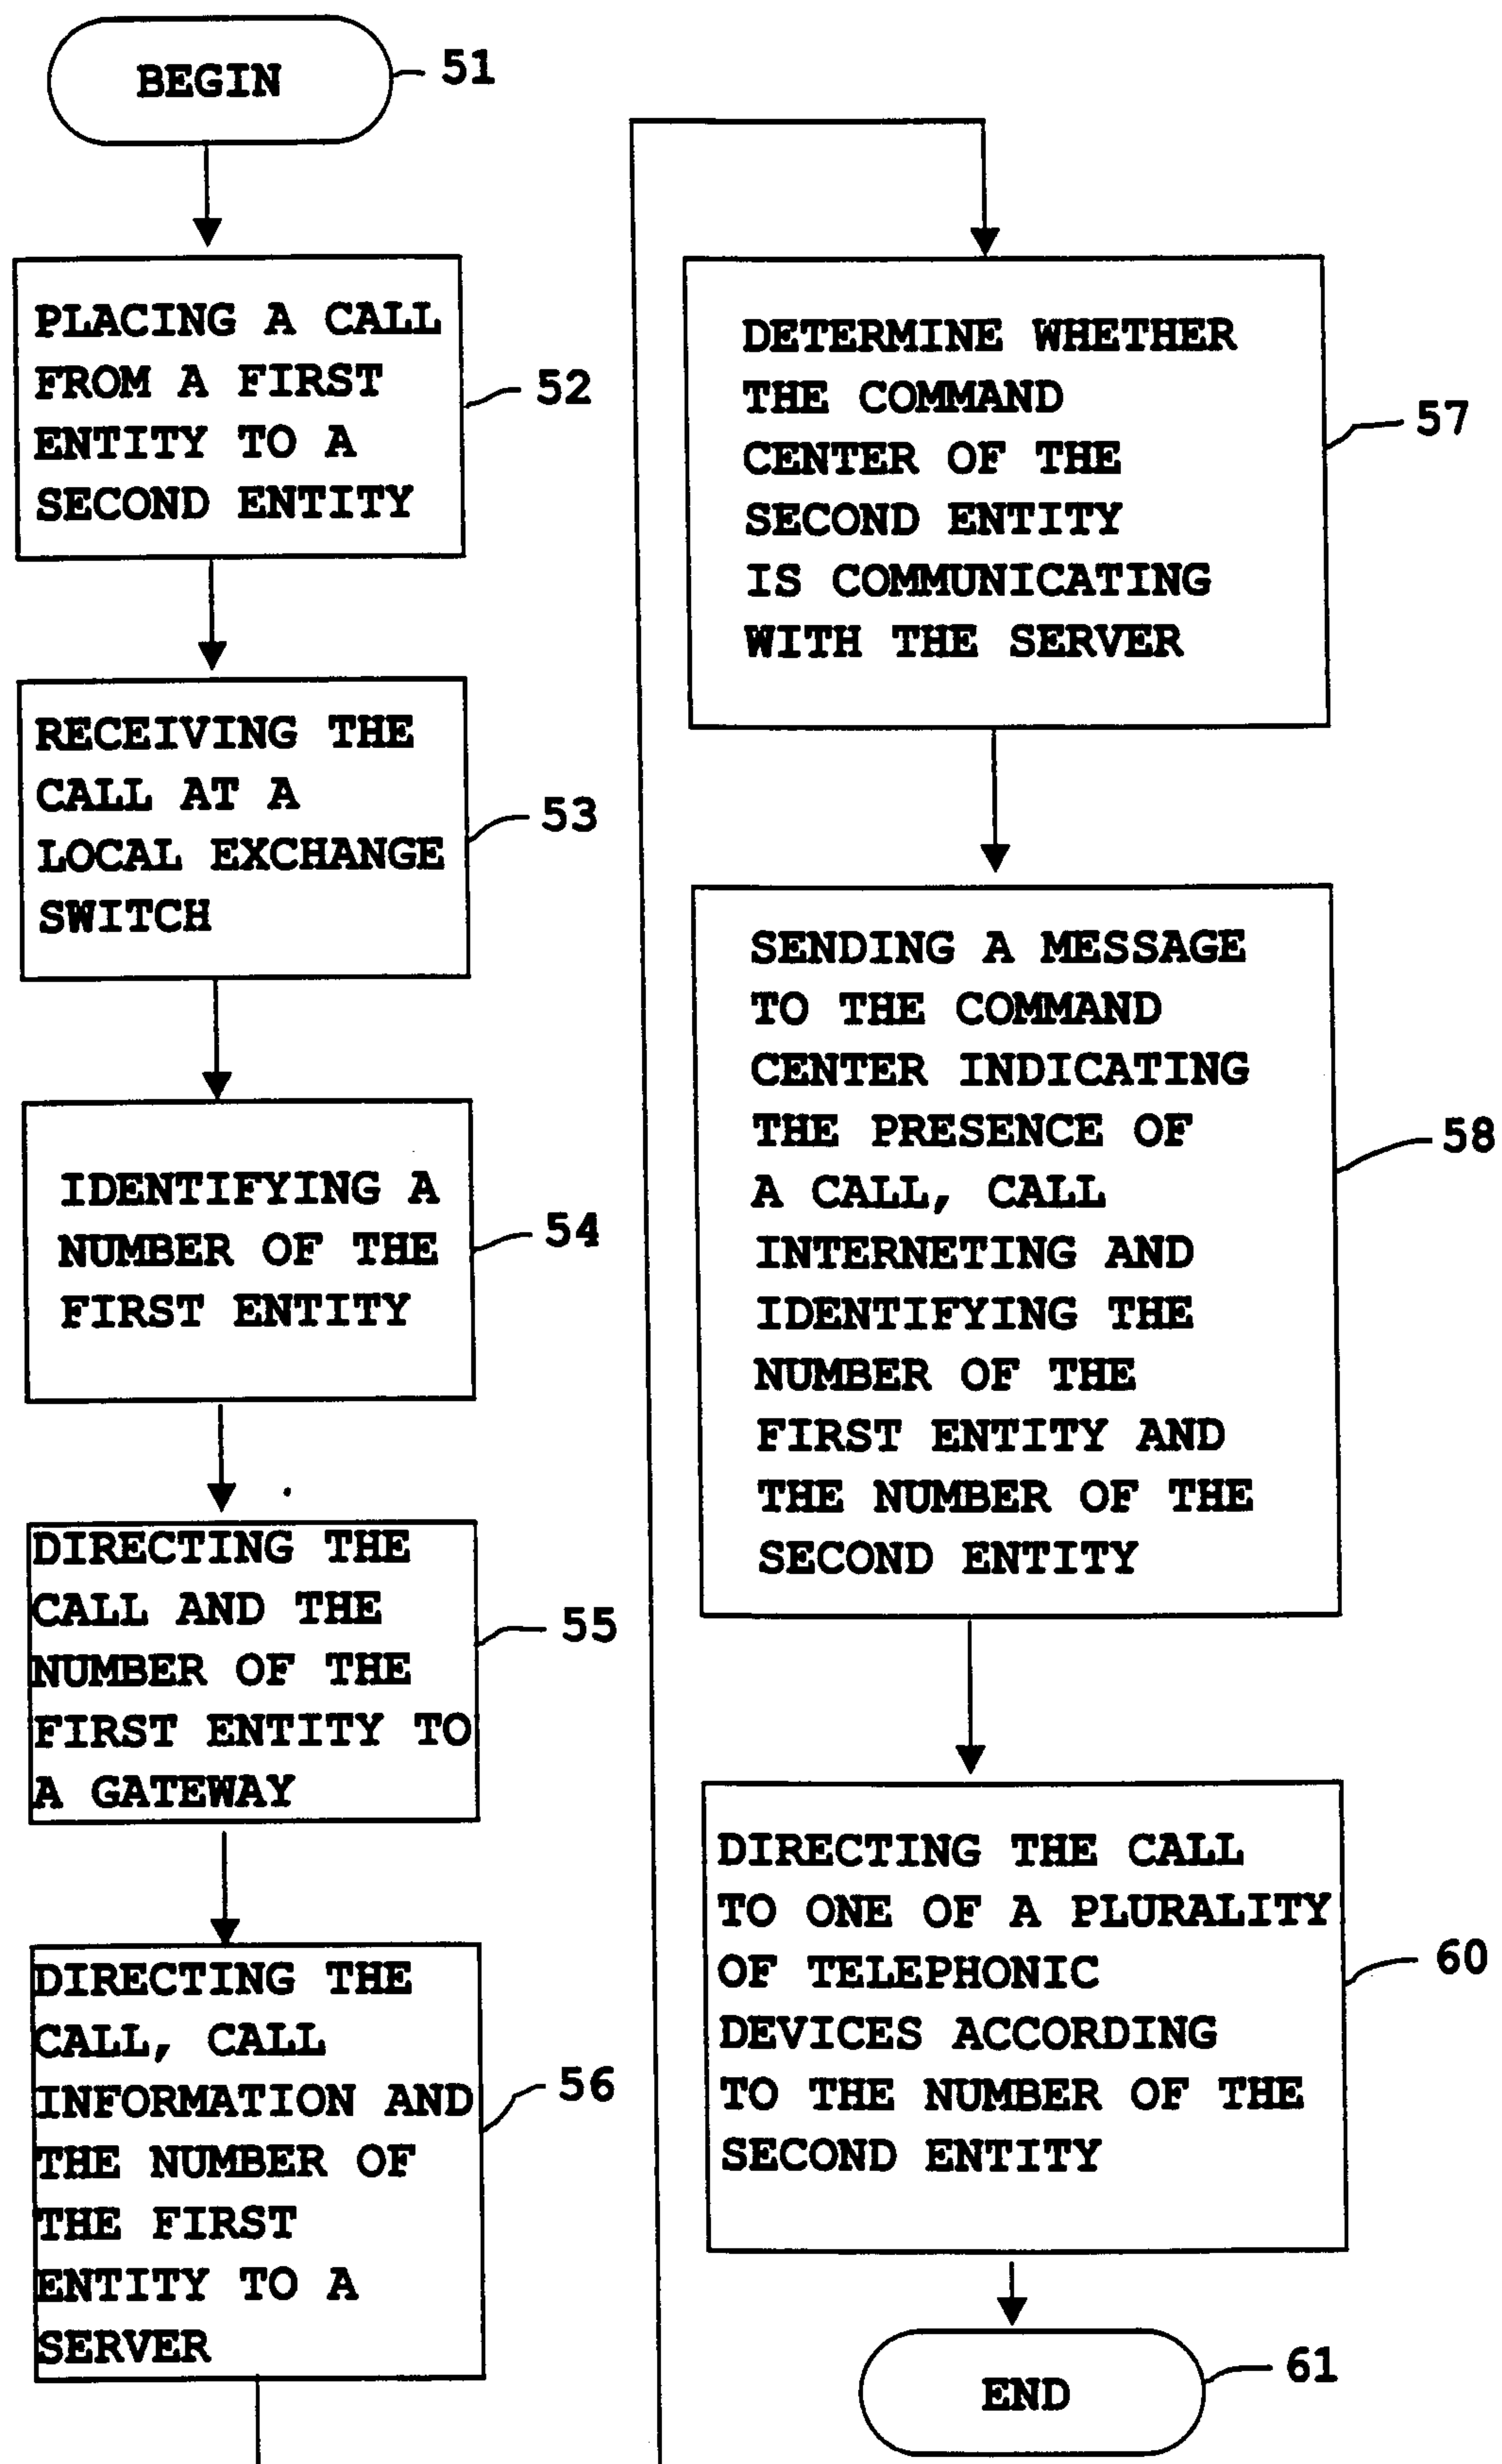 BEGIN
51
PLACING A CALL
FROM A FIRST
ENTITY TO A
SECOND ENTITY
52
RECEIVING THE
CALL AT A
LOCAL EXCHANGE
SWITCH
53
IDENTIFYING A
NUMBER OF THE
FIRST ENTITY
54
DIRECTING THE
CALL AND THE
NUMBER OF THE
FIRST ENTITY TO
A GATEWAY
55
DIRECTING THE
CALL, CALL
INFORMATION AND
THE NUMBER OF
THE FIRST
ENTITY TO A
SERVER
56
DETERMINE WHETHER
THE COMMAND
CENTER OF THE
SECOND ENTITY
IS COMMUNICATING
WITH THE SERVER
57
SENDING A MESSAGE
TO THE COMMAND
CENTER INDICATING
THE PRESENCE OF
A CALL, CALL
INTERNETING AND
IDENTIFYING THE
NUMBER OF THE
FIRST ENTITY AND
THE NUMBER OF THE
SECOND ENTITY
58
DIRECTING THE CALL
TO ONE OF A PLURALITY
OF TELEPHONIC
DEVICES ACCORDING
TO THE NUMBER OF THE
SECOND ENTITY
60
END
61